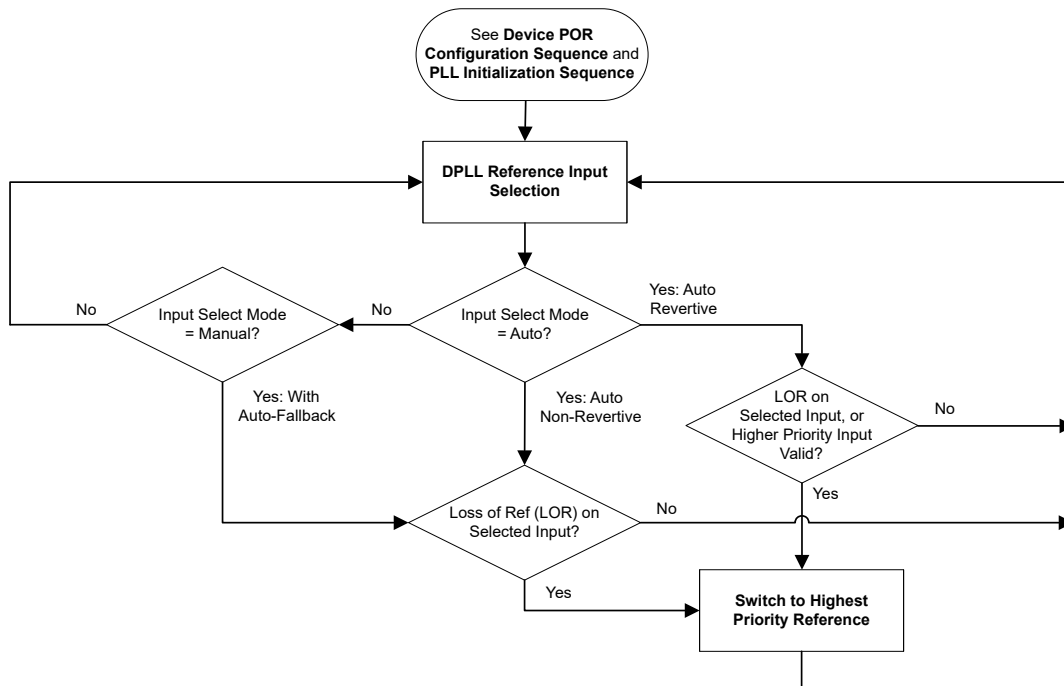 See Device POR
Configuration Sequence and
PLL Initialization Sequence
DPLL Reference Input
Selection
No
Input Select Mode
= Manual?
No
Input Select Mode
= Auto?
Yes: Auto
Revertive
Yes: With
Auto-Fallback
Yes: Auto
Non-Revertive
LOR on
Selected Input, or
Higher Priority Input
Valid?
No
Yes
Loss of Ref (LOR) on
Selected Input?
No
Yes
Switch to Highest
Priority Reference